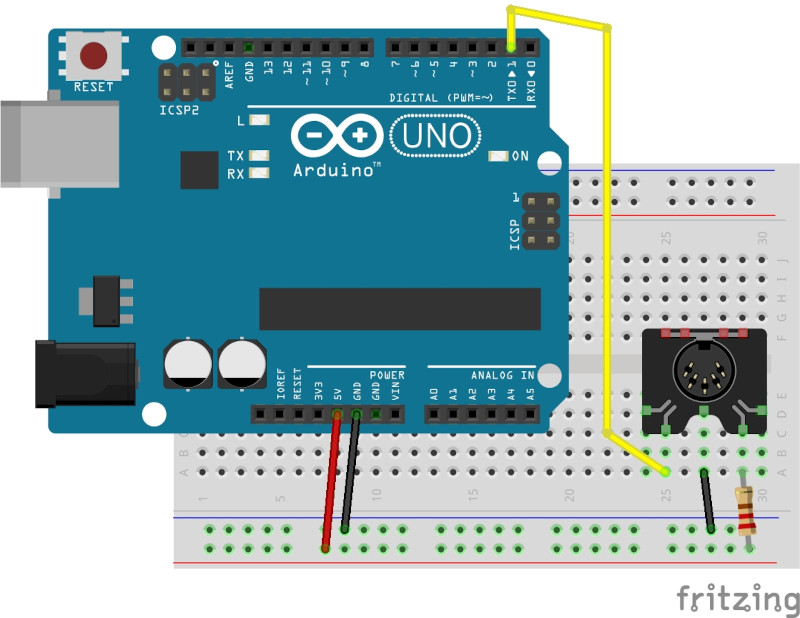 RESET
ICSP2
AREF
GND
13
12
~11
~10
~9
8
7
~6
~5
4
~3
2
TX0▶1
RX0◀0
DIGITAL (PWM=~)
L
TX
RX
UNO
Arduino™
ON
1
ICSP
IOREF
RESET
3V3
5V
GND
GND
VIN
POWER
A0
A1
A2
A3
A4
A5
ANALOG IN
20
25
30
J
I
H
G
F
E
D
C
B
A
C
B
A
1
5
10
15
20
25
30
fritzing